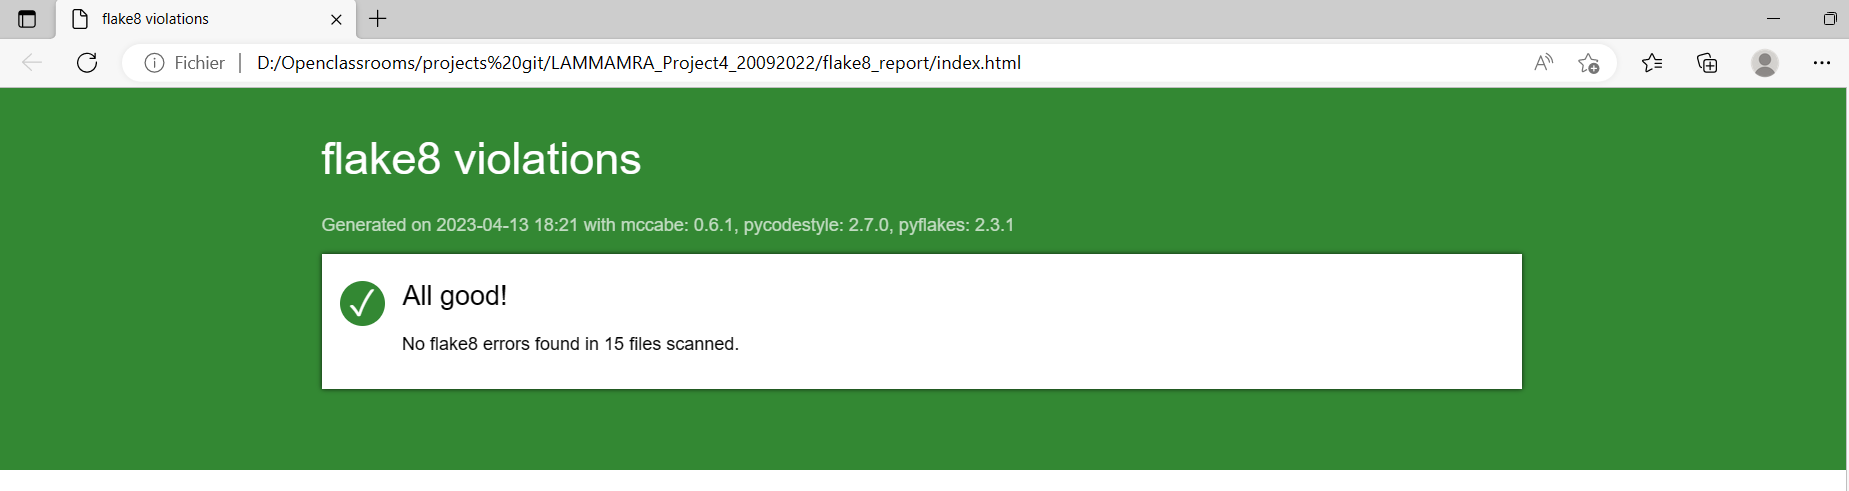 flake8 violations
Fichier
D:/Openclassrooms/projects%20git/LAMMAMRA_Project4_20092022/flake8_report/index.html
flake8 violations
Generated on 2023-04-13 18:21 with mccabe: 0.6.1, pycodestyle: 2.7.0, pyflakes: 2.3.1
All good!
No flake8 errors found in 15 files scanned.